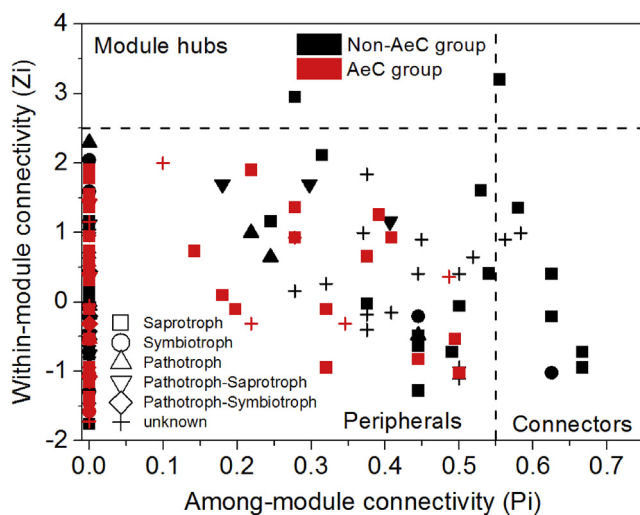 Module hubs
Non-AeC group
AeC group
Within-module connectivity (Zi)
4
3
2
1
0
-1
-2
Saprotroph
Symbiotroph
Pathotroph
Pathotroph-Saprotroph
Pathotroph-Symbiotroph
unknown
Peripherals
Connectors
0.0 0.1 0.2 0.3 0.4 0.5 0.6 0.7
Among-module connectivity (Pi)